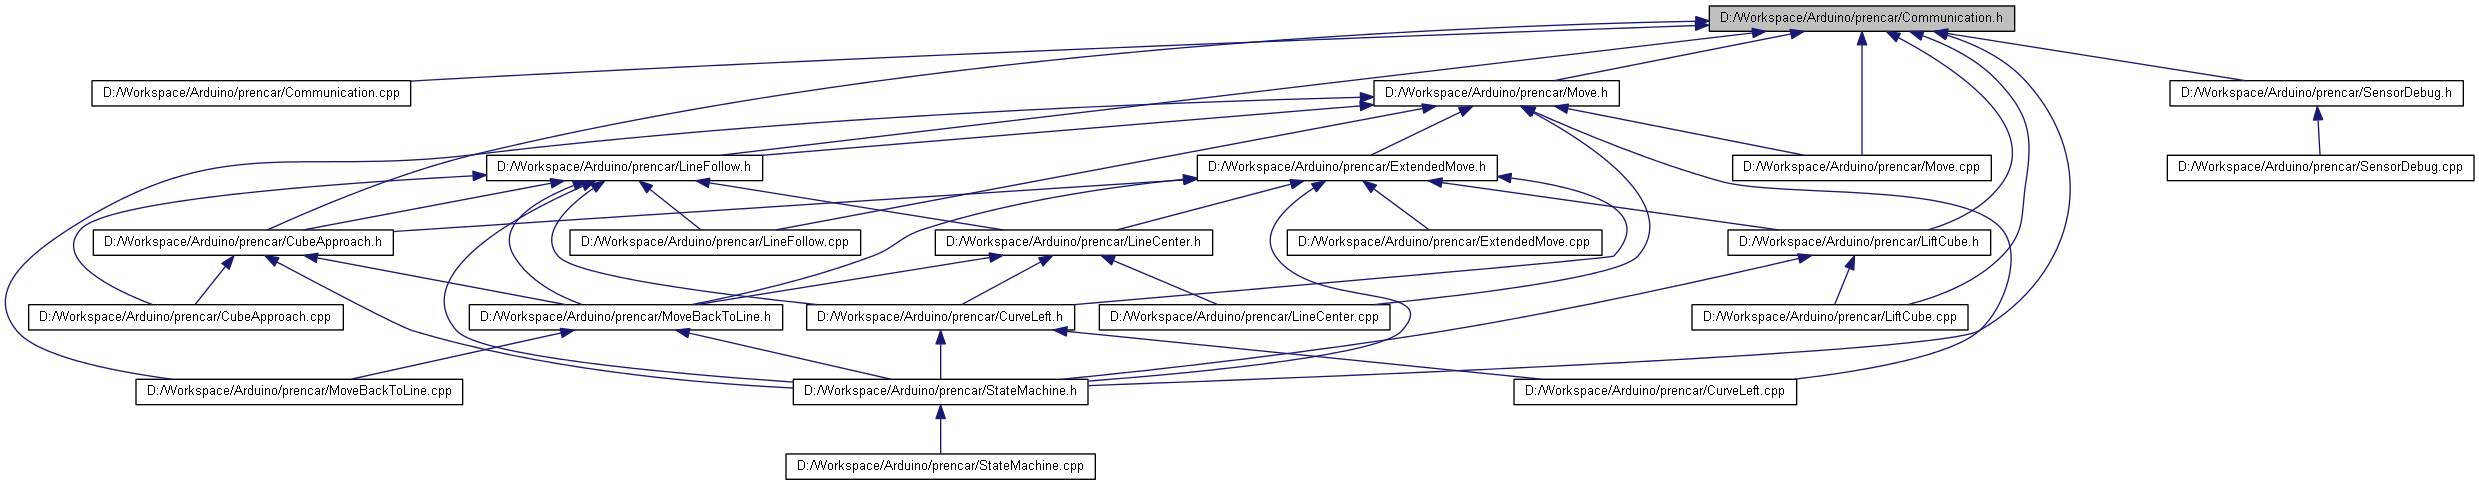 D:/Workspace/Arduino/prencar/Communication.h
D:/Workspace/Arduino/prencar/Communication.cpp
D:/Workspace/Arduino/prencar/Move.h
D:/Workspace/Arduino/prencar/SensorDebug.h
D:/Workspace/Arduino/prencar/LineFollow.h
D:/Workspace/Arduino/prencar/ExtendedMove.h
D:/Workspace/Arduino/prencar/Move.cpp
D:/Workspace/Arduino/prencar/SensorDebug.cpp
D:/Workspace/Arduino/prencar/CubeApproach.h
D:/Workspace/Arduino/prencar/LineFollow.cpp
D:/Workspace/Arduino/prencar/LineCenter.h
D:/Workspace/Arduino/prencar/ExtendedMove.cpp
D:/Workspace/Arduino/prencar/LiftCube.h
D:/Workspace/Arduino/prencar/CubeApproach.cpp
D:/Workspace/Arduino/prencar/MoveBackToLine.h
D:/Workspace/Arduino/prencar/CurveLeft.h
D:/Workspace/Arduino/prencar/LineCenter.cpp
D:/Workspace/Arduino/prencar/LiftCube.cpp
D:/Workspace/Arduino/prencar/MoveBackToLine.cpp
D:/Workspace/Arduino/prencar/StateMachine.h
D:/Workspace/Arduino/prencar/CurveLeft.cpp
D:/Workspace/Arduino/prencar/StateMachine.cpp